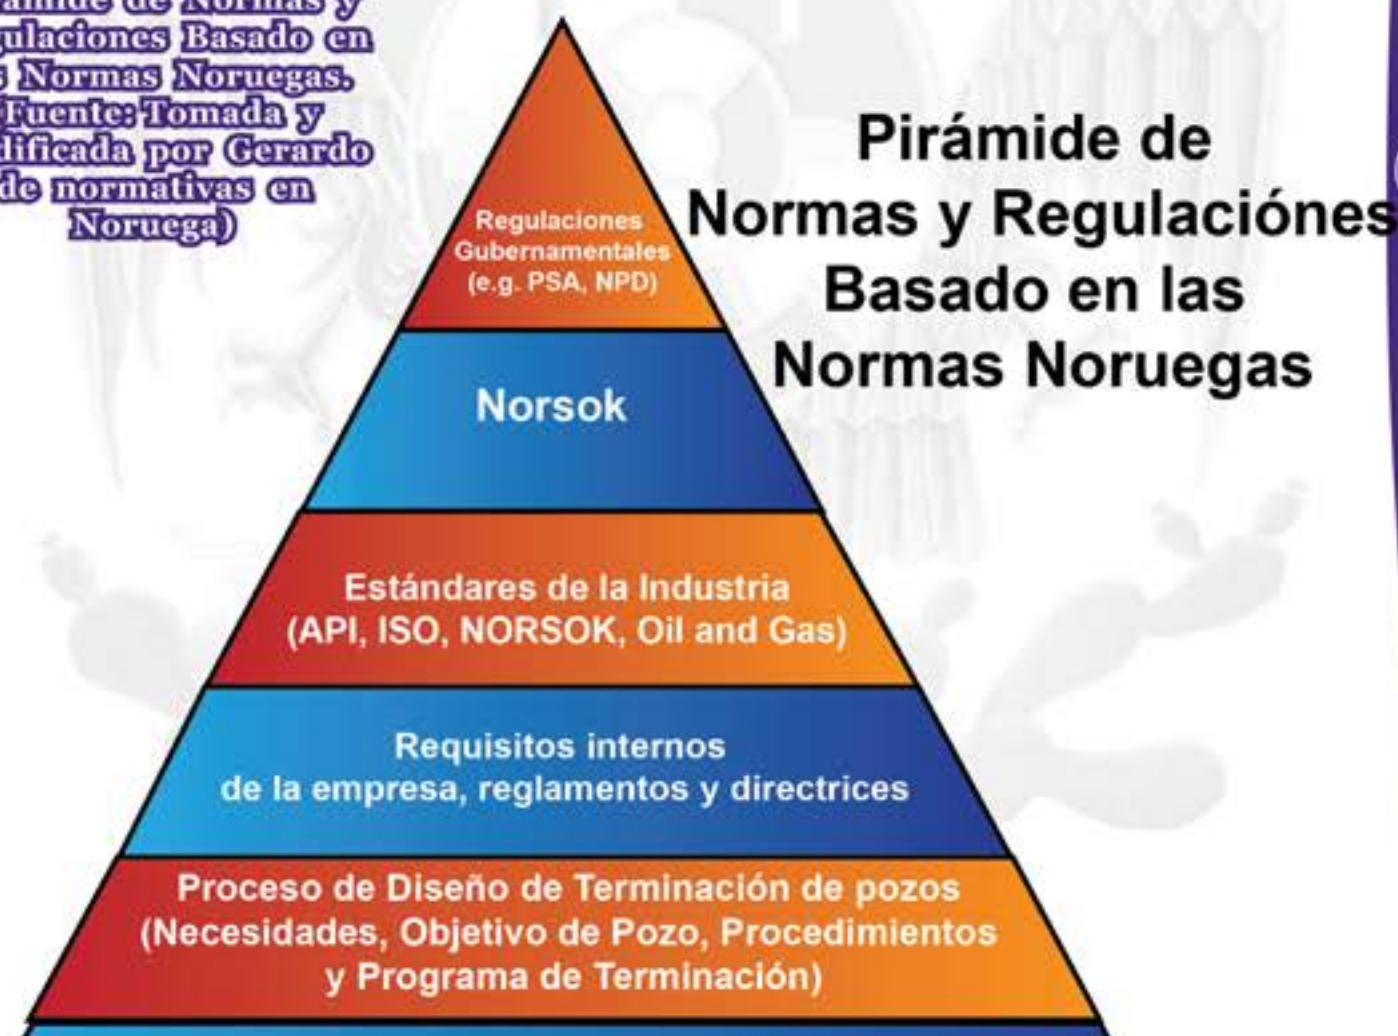 de Normas y
Basado en
Normas Noruegas.
Fuente: Tomada y
por Gerardo
de normativas en
Noruega)
Pirámide de
Normas y Regulaciónes
Basado en las
Normas Noruegas
Regulaciones
Gubernamentales
(e.g. PSA, NPD)
Norsok
Estándares de la Industria
(API, ISO, NORSOK, Oil and Gas)
Requisitos internos
de la empresa, reglamentos y directrices
Proceso de Diseño de Terminación de pozos
(Necesidades, Objetivo de Pozo, Procedimientos
y Programa de Terminación)